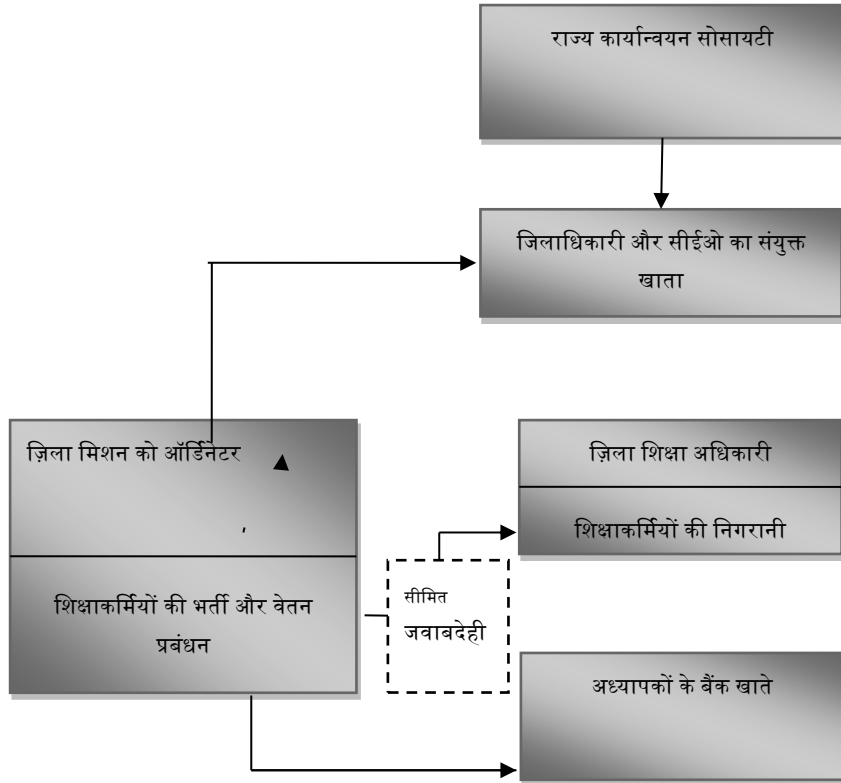 राज्य कार्यान्वयन सोसायटी
जिलाधिकारी और सीईओ का संयुक्त
खाता
ज़िला मिशन को ऑर्डिनेटर
ज़िला शिक्षा अधिकारी
शिक्षाकर्मियों की निगरानी
शिक्षाकर्मियों की भर्ती और वेतन
प्रबंधन
सीमित
जवाबदेही
अध्यापकों के बैंक खाते